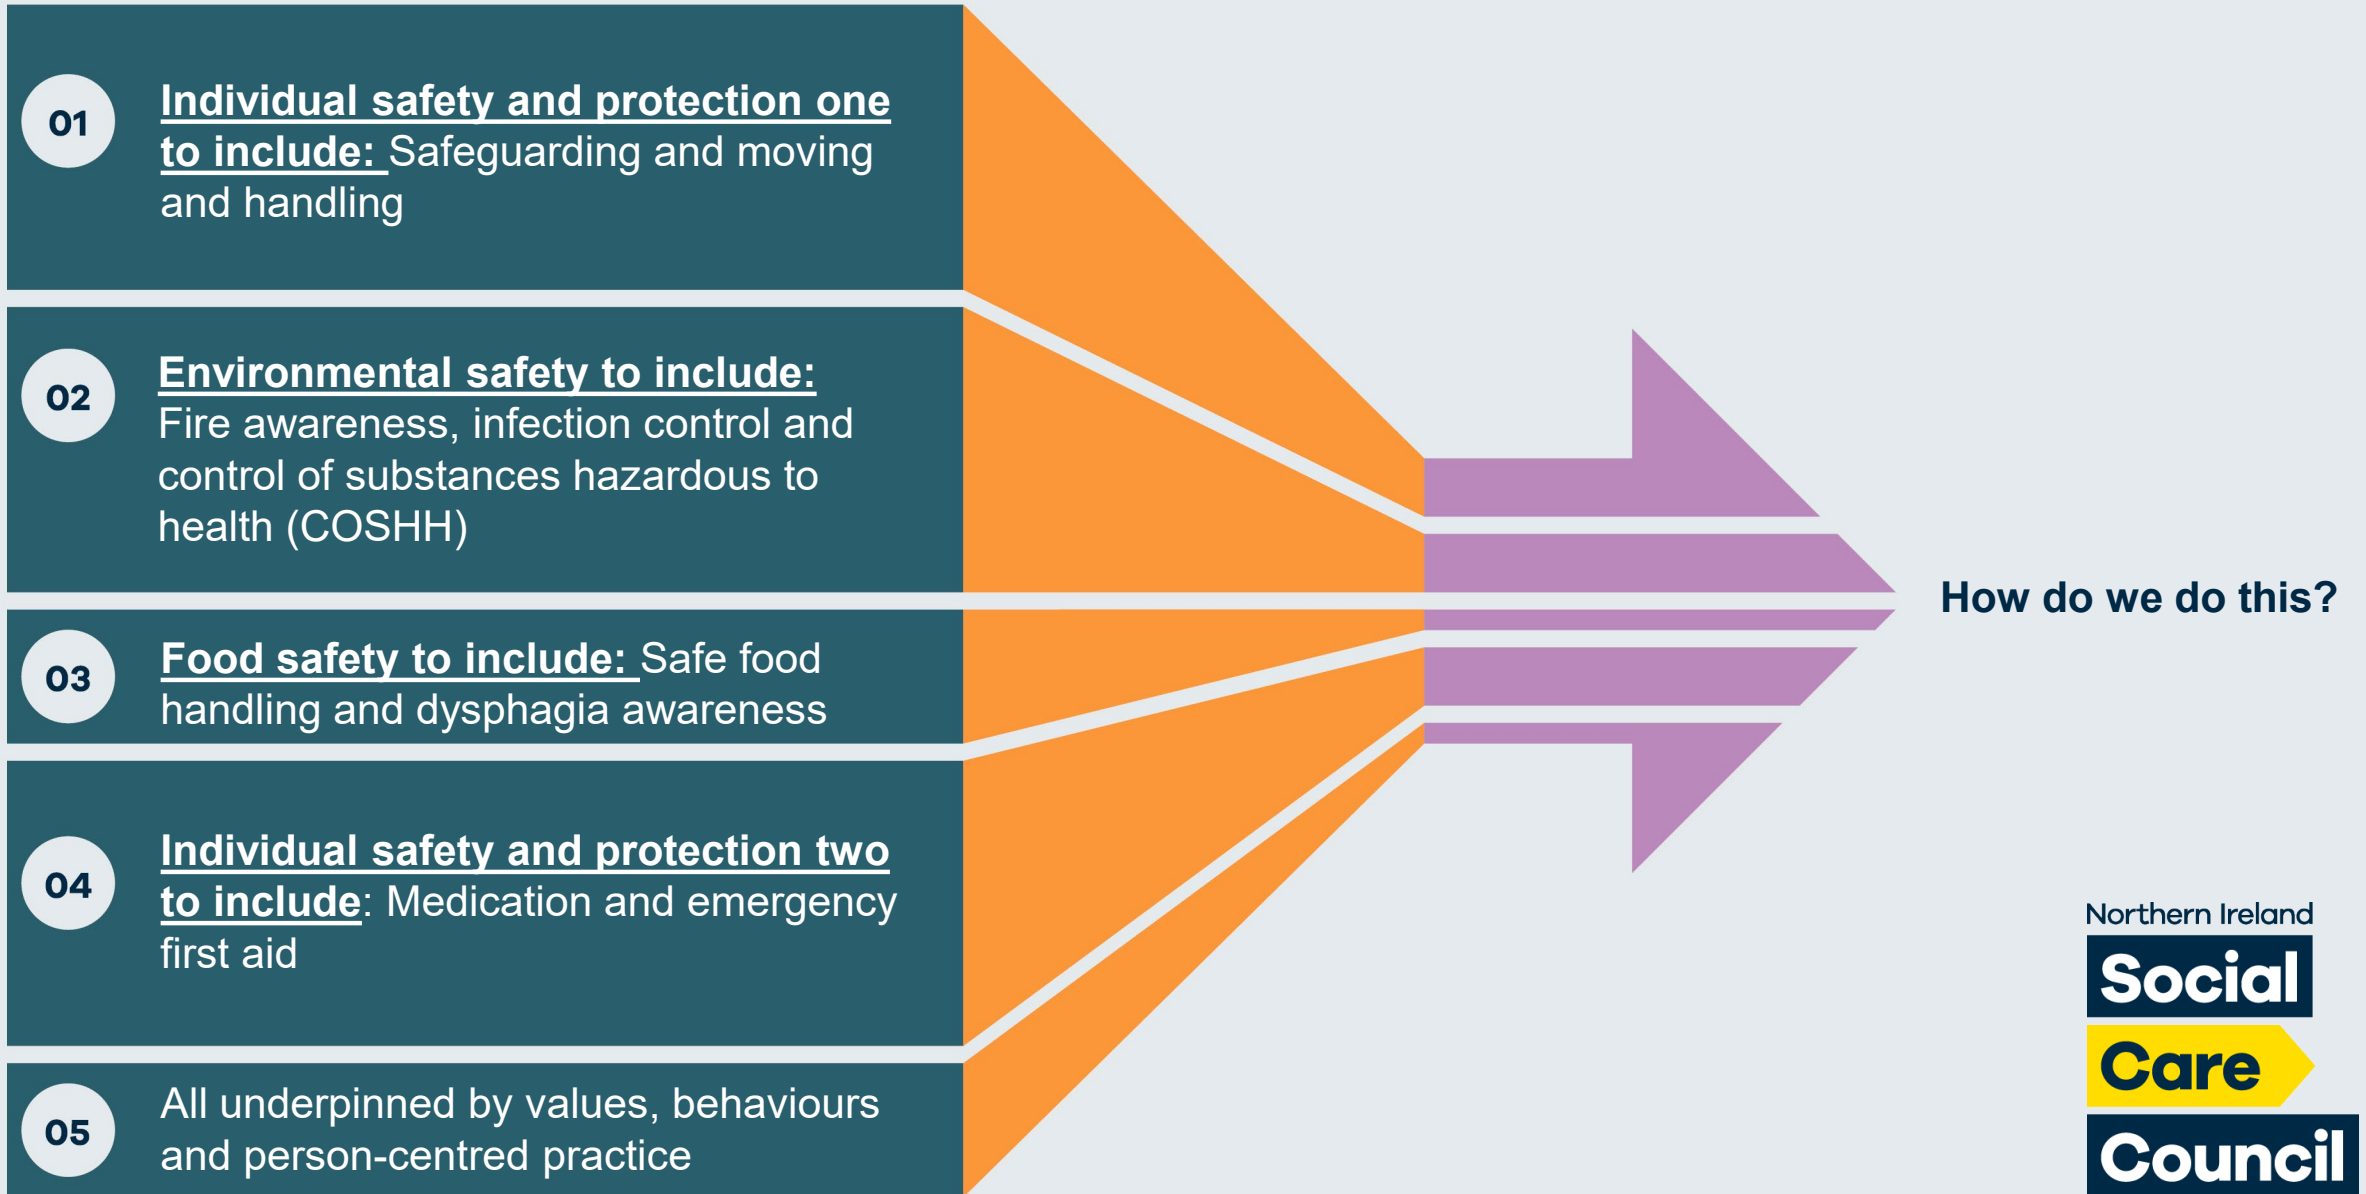 01
Individual safety and protection one
to include: Safeguarding and moving
and handling
02
Environmental safety to include:
Fire awareness, infection control and
control of substances hazardous to
health (COSHH)
03
Food safety to include: Safe food
handling and dysphagia awareness
04
Individual safety and protection two
to include: Medication and emergency
first aid
05
All underpinned by values, behaviours
and person-centred practice
How do we do this?
Northern Ireland
Social
Care
Council